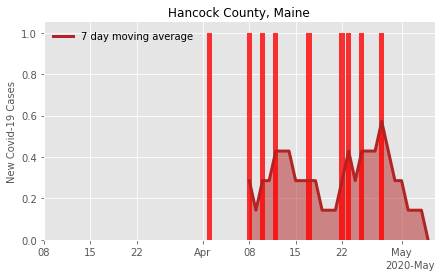 Hancock County, Maine
7 day moving average
New Covid-19 Cases
1.0
0.8
0.6
0.4
0.2
0.0
08 15 22 Apr 08 15 22 May
2020-May